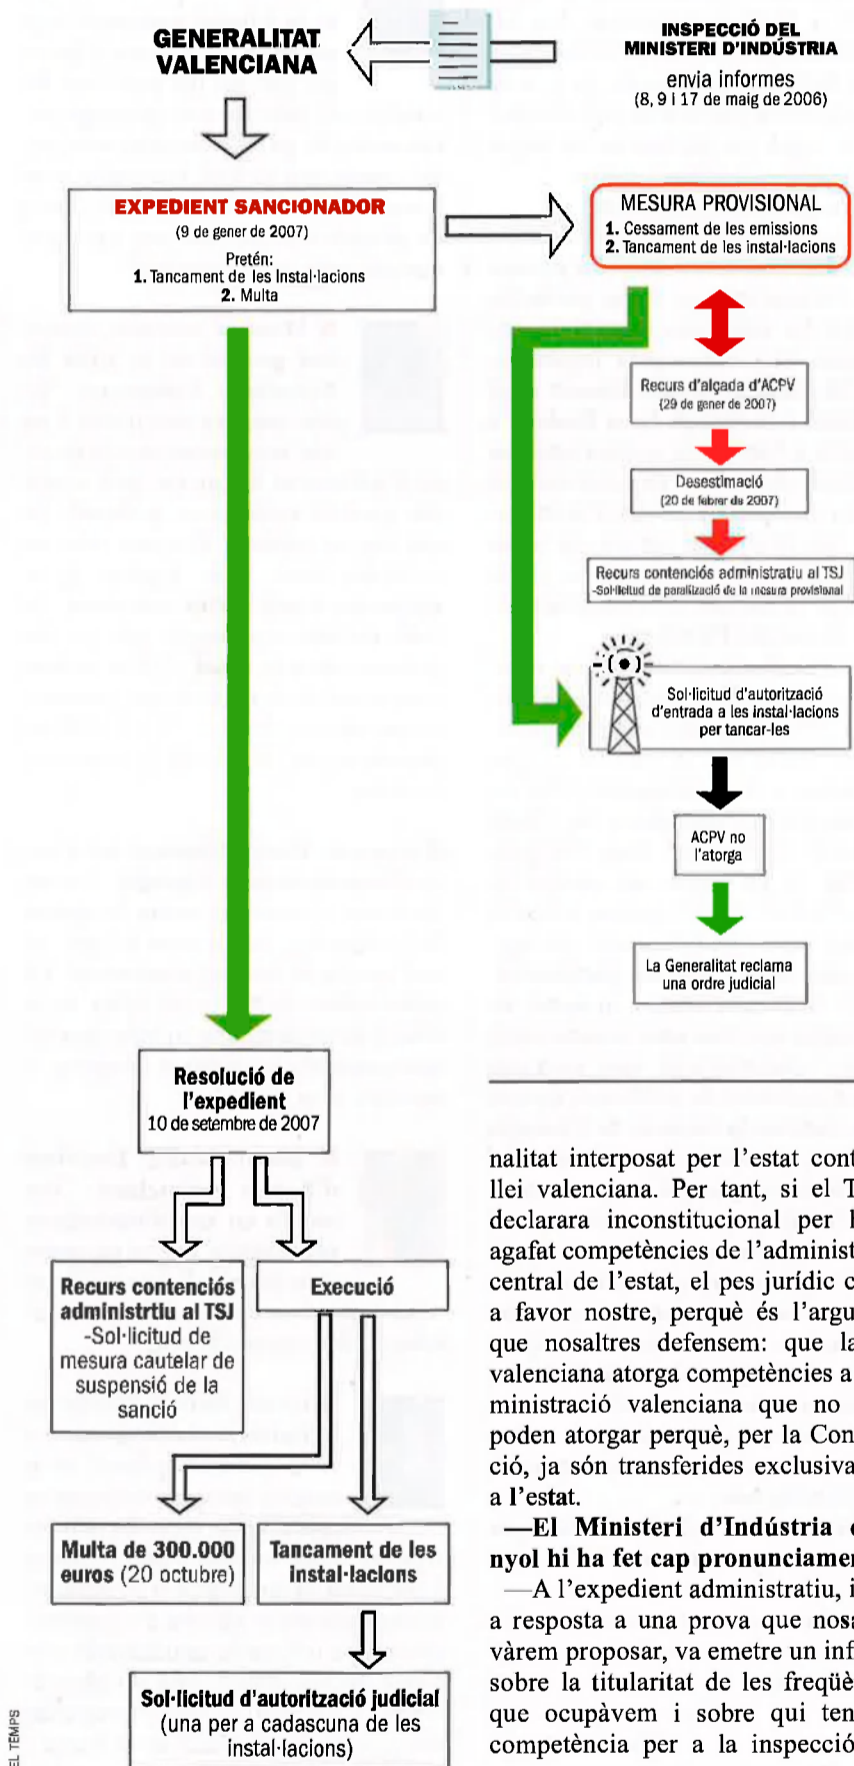 GENERALITAT
VALENCIANA
INSPECCIÓ DEL
MINISTERI D'INDÚSTRIA
envia informes
(8, 9 i 17 de maig de 2006)
EXPEDIENT SANCIONADOR
(9 de gener de 2007)
Pretén:
1. Tancament de les Instal·lacions
2. Multa
MESURA PROVISIONAL
1. Cessament de les emissions
2. Tancament de les instal·lacions
Recurs d'alçada d'ACPV
(29 de gener de 2007)
Desestimació
(20 de febrer de 2007)
Recurs contenciós administratiu al TSJ
-Sol·licitud de paralització de la mesura provisional
Sol·licitud d'autorització
d'entrada a les instal·lacions
per tancar-les
ACPV no
l'atorga
La Generalitat reclama
una ordre judicial
Resolució de
l'expedient
10 de setembre de 2007
Recurs contenciós
administrtiu al TSJ
-Sol·licitud de
mesura cautelar de
suspensió de la
sanció
Execució
Multa de 300.000
euros (20 octubre)
Tancament de les
instal·lacions
Sol·licitud d'autorització judicial
(una per a cadascuna de les
instal·lacions)
EL TEMPS
nalitat interposat per l'estat cont
llei valenciana. Per tant, si el T
declarara inconstitucional per l
agafat competències de l'administ
central de l'estat, el pes jurídic c
a favor nostre, perquè és l'argu
que nosaltres defensem: que la
valenciana atorga competències a
ministració valenciana que no
poden atorgar perquè, per la Con
ció, ja són transferides exclusiva
a l'estat.
—El Ministeri d'Indústria e
nyol hi ha fet cap pronunciamen
—A l'expedient administratiu, i
a resposta a una prova que nosa
vàrem proposar, va emetre un inf
sobre la titularitat de les freqüè
que ocupàvem i sobre qui ten
competència per a la inspecció